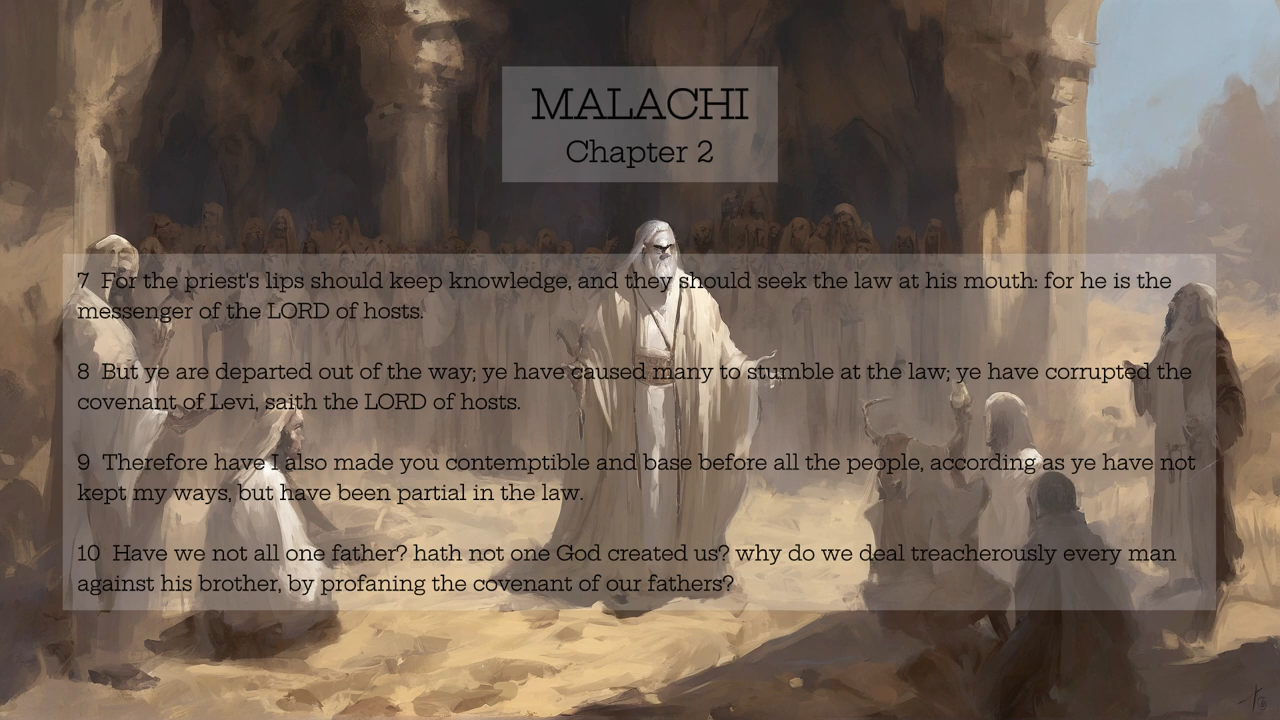 MALACHI
Chapter 2
7  For the priest's lips should keep knowledge, and they should seek the law at his mouth: for he is the
messenger of the LORD of hosts.
8  But ye are departed out of the way; ye have caused many to stumble at the law; ye have corrupted the
covenant of Levi, saith the LORD of hosts.
9  Therefore have I also made you contemptible and base before all the people, according as ye have not
kept my ways, but have been partial in the law.
10  Have we not all one father? hath not one God created us? why do we deal treacherously every man
against his brother, by profaning the covenant of our fathers?